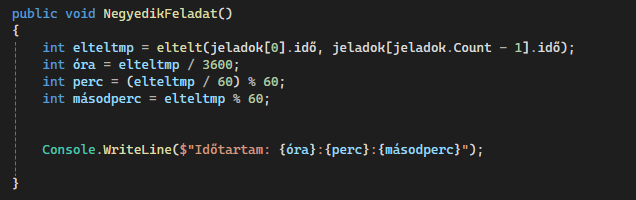 public void NegyedikFeladat()
{
int elteltmp = eltelt(jeladok[0].idő, jeladok[jeladok.Count - 1].idő);
int óra = elteltmp / 3600;
int perc = (elteltmp / 60) % 60;
int másodperc = elteltmp % 60;
Console.WriteLine($"Időtartam: {óra}:{perc}:{másodperc}");
}